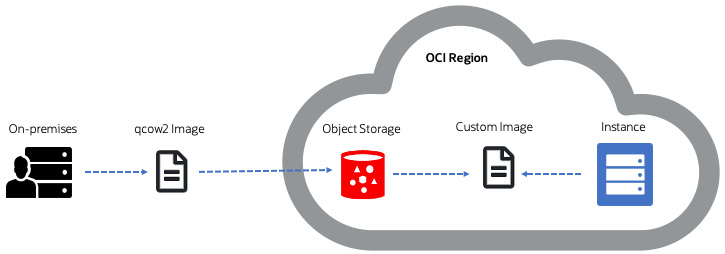 OCI Region
On-premises
qcow2 Image
Object Storage
Custom Image
Instance